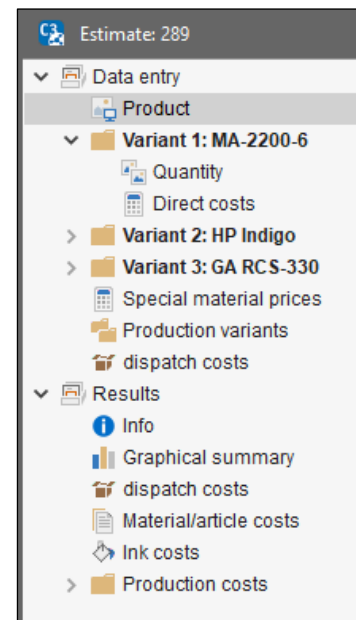 C3
Estimate: 289
Data entry
Product
Variant 1: MA-2200-6
Quantity
Direct costs
Variant 2: HP Indigo
Variant 3: GA RCS-330
Special material prices
Production variants
dispatch costs
Results
Info
Graphical summary
dispatch costs
Material/article costs
Ink costs
Production costs